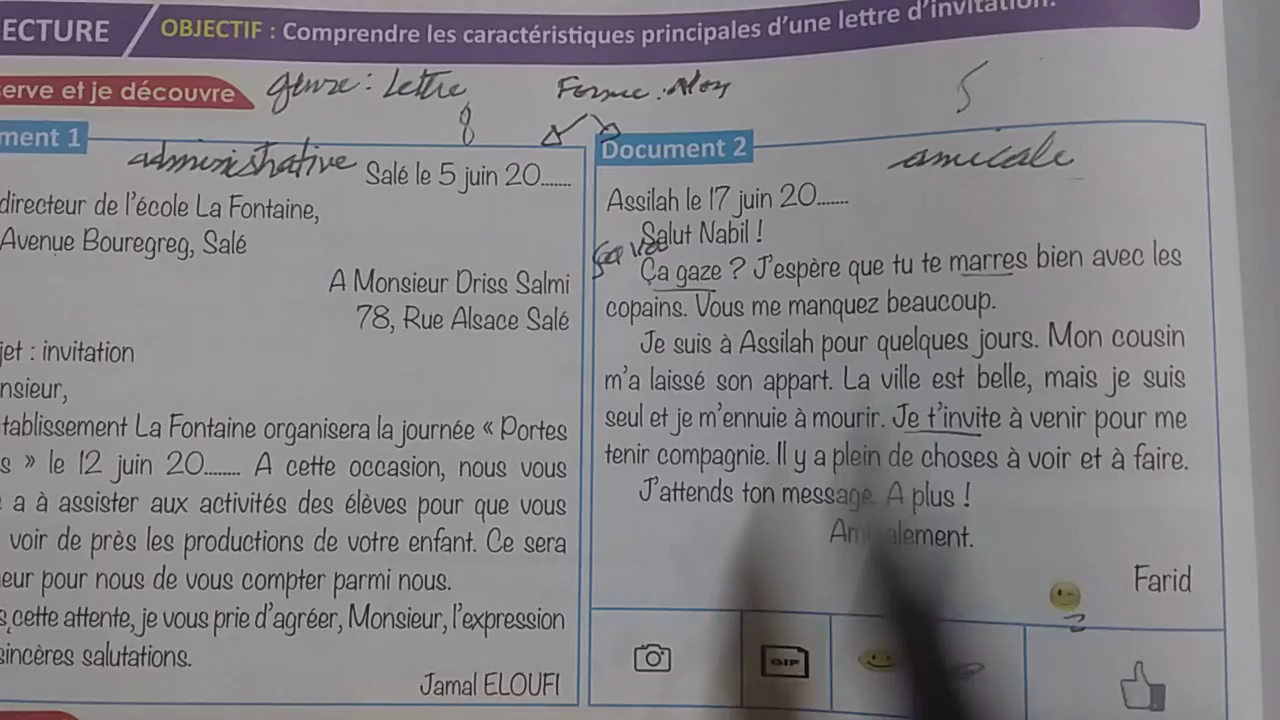 ECTURE
OBJECTIF : Comprendre les caractéristiques principales d'une lettre d'invitation.
serve et je découvre
genre : Lettre
Forme :
ment 1
administrative
Salé le 5 juin 20.......
directeur de l'école La Fontaine,
Avenue Bouregreg, Salé
A Monsieur Driss Salmi
78, Rue Alsace Salé
jet : invitation
nsieur,
tablissement La Fontaine organisera la journée « Portes
s » le 12 juin 20........ A cette occasion, nous vous
a à assister aux activités des élèves pour que vous
voir de près les productions de votre enfant. Ce sera
eur pour nous de vous compter parmi nous.
s cette attente, je vous prie d'agréer, Monsieur, l'expression
sincères salutations.
Jamal ELOUFI
Document 2
amicale
Assilah le 17 juin 20.......
Salut Nabil !
ça va
Ça gaze ? J'espère que tu te marres bien avec les
copains. Vous me manquez beaucoup.
Je suis à Assilah pour quelques jours. Mon cousin
m'a laissé son appart. La ville est belle, mais je suis
seul et je m'ennuie à mourir. Je t'invite à venir pour me
tenir compagnie. Il y a plein de choses à voir et à faire.
J'attends ton message. A plus !
Amicalement.
Farid
GIF